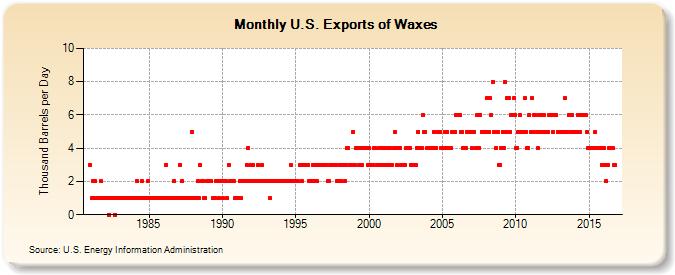 Monthly U.S. Exports of Waxes
Thousand Barrels per Day
10
8
6
4
2
0
1985 1990 1995 2000 2005 2010 2015
Source: U.S. Energy Information Administration